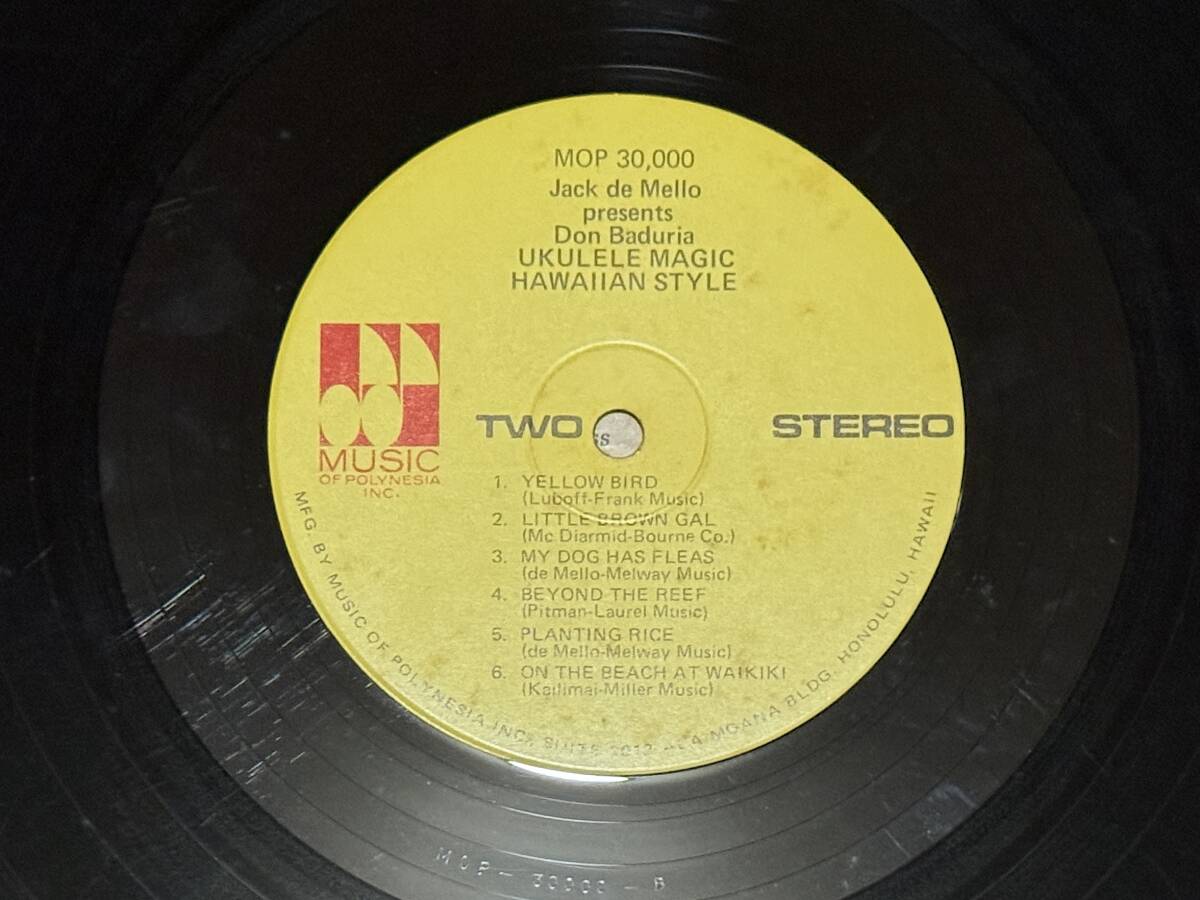 MOP 30,000
Jack de Mello
presents
Don Baduria
UKULELE MAGIC
HAWAIIAN STYLE
MUSIC
OF POLYNESIA
INC.
TWO
STEREO
ss
1. YELLOW BIRD
(Luboff-Frank Music)
2. LITTLE BROWN GAL
(Mc Diarmid-Bourne Co.)
3. MY DOG HAS FLEAS
(de Mello-Melway Music)
4. BEYOND THE REEF
(Pitman-Laurel Music)
5. PLANTING RICE
(de Mello-Melway Music)
6. ON THE BEACH AT WAIKIKI
(Kailimai-Miller Music)
MFG. BY MUSIC OF POLYNESIA INC. SUITE MOANA BLDG. HONOLULU, HAWAII
MOP-30000-B